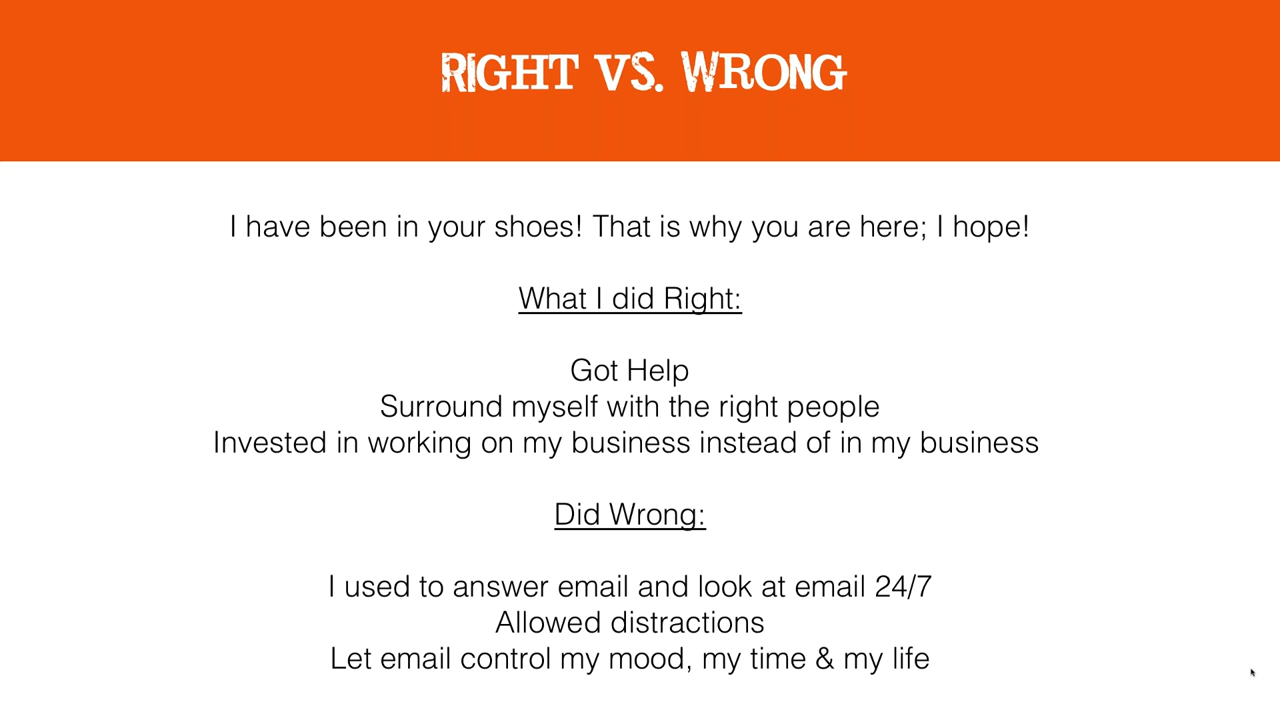 Right vs. Wrong
I have been in your shoes! That is why you are here; I hope!
What I did Right:
Got Help
Surround myself with the right people
Invested in working on my business instead of in my business
Did Wrong:
I used to answer email and look at email 24/7
Allowed distractions
Let email control my mood, my time & my life